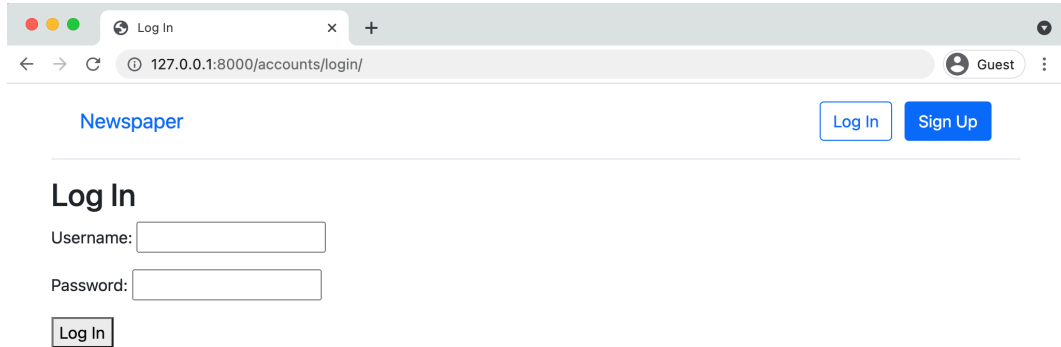 Log In
127.0.0.1:8000/accounts/login/
Guest
Newspaper
Log In
Sign Up
Log In
Username:
Password:
Log In